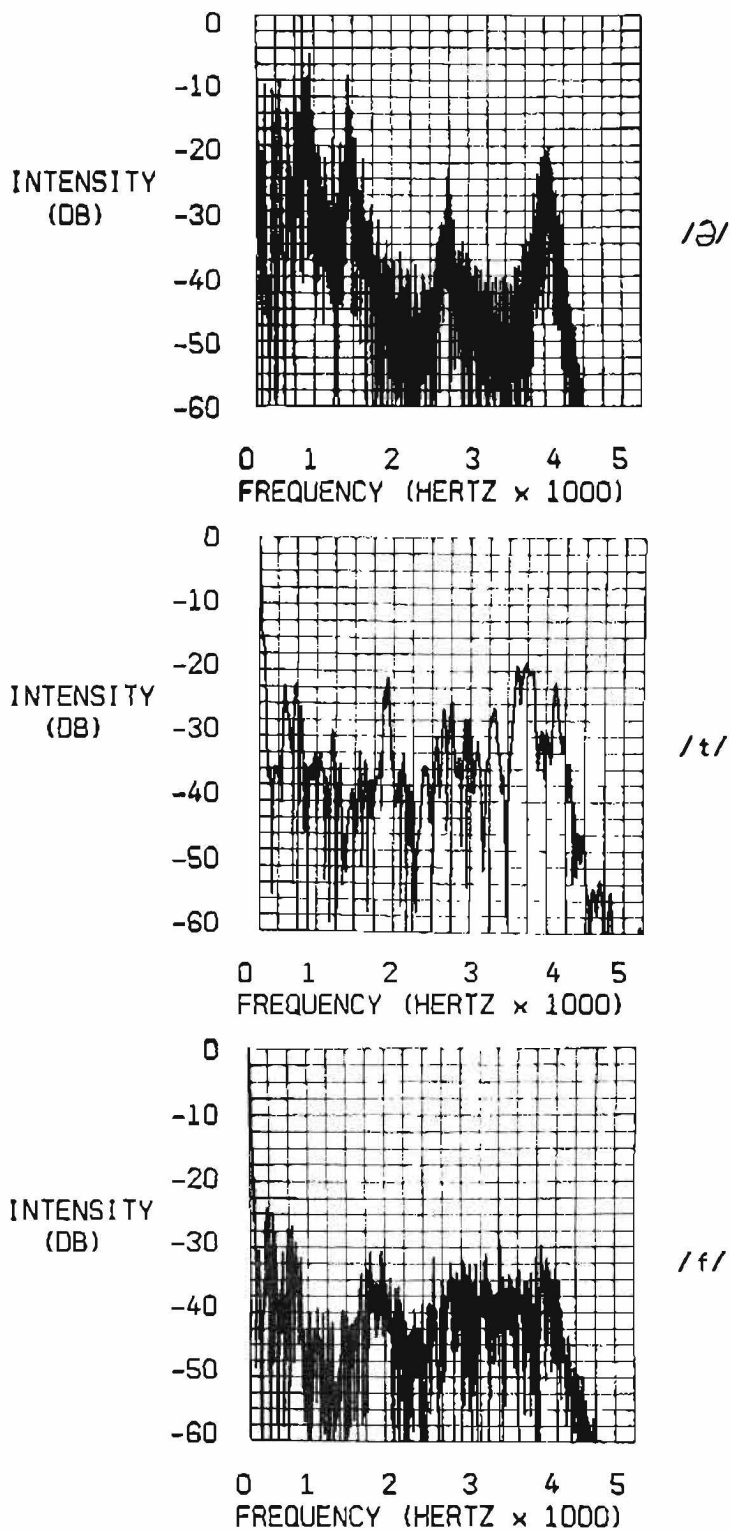 0
-10
-20
INTENSITY
(DB)
-30
-40
-50
-60
/ə/
0 1 2 3 4 5
FREQUENCY (HERTZ × 1000)
0
-10
-20
INTENSITY
(DB)
-30
-40
-50
-60
/t/
0 1 2 3 4 5
FREQUENCY (HERTZ × 1000)
0
-10
-20
INTENSITY
(DB)
-30
-40
-50
-60
/f/
0 1 2 3 4 5
FREQUENCY (HERTZ × 1000)